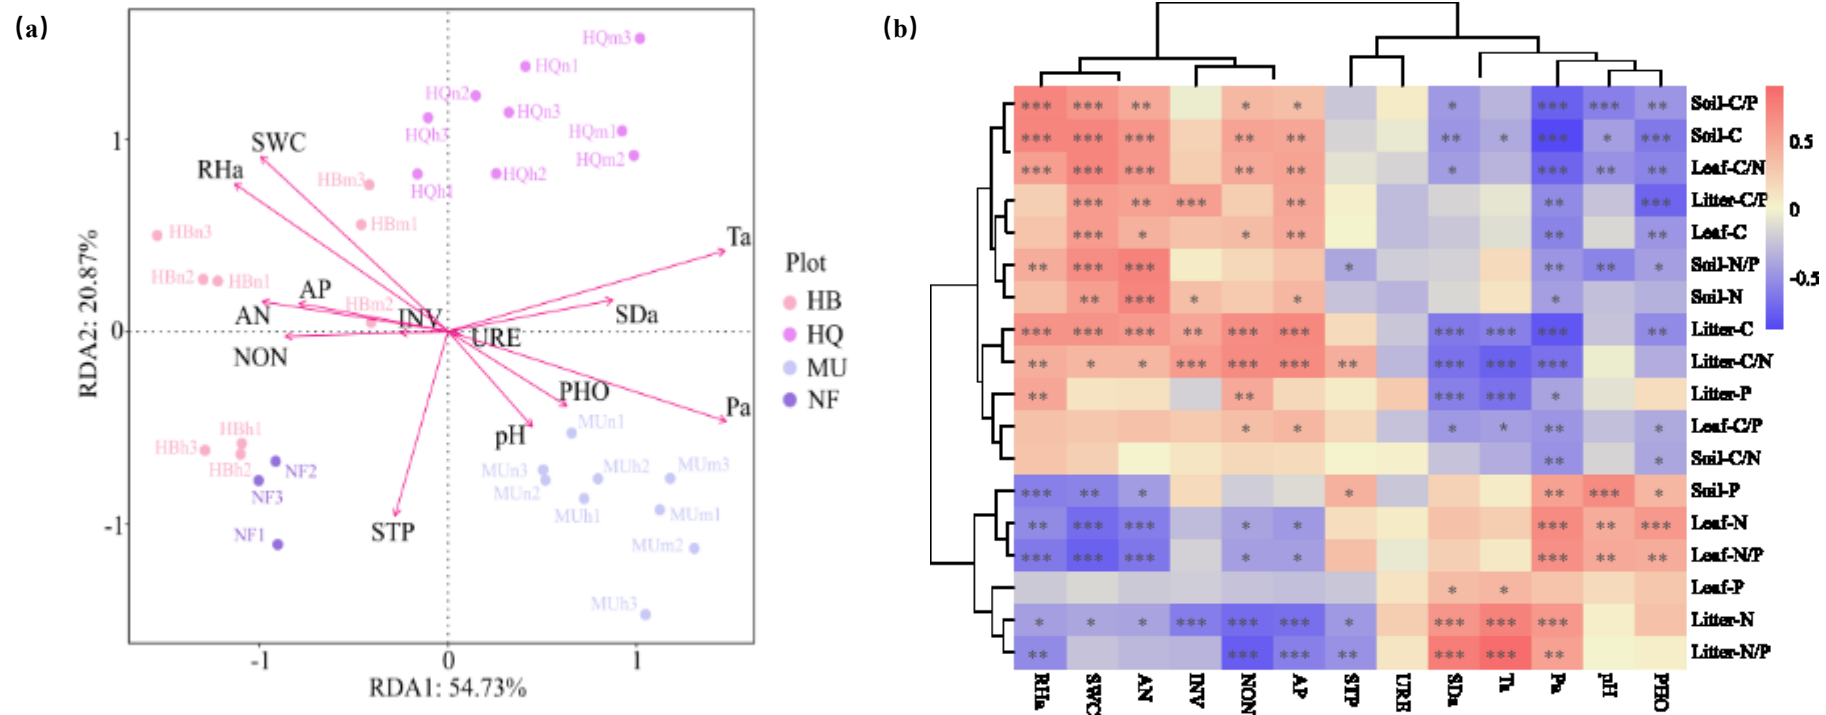 (a)
HQm3
HQn1
HQn2
HQn3
HQh3
HQm1
HQm2
HQh1
HQh2
SWC
RHa
HBm3
HBm1
HBn3
HBn2
HBn1
HBm2
AP
AN
INV
NON
URE
Ta
SDa
PHO
Pa
pH
STP
MUn1
MUn3
MUn2
MUh2
MUm3
MUh1
MUm1
MUm2
MUh3
HBh1
HBh3
HBh2
NF2
NF3
NF1
1
0
-1
-1
0
1
RDA2: 20.87%
RDA1: 54.73%
Plot
HB
HQ
MU
NF
(b)
*** *** ** * * * *** *** ** Soil-C/P
*** *** *** ** ** ** * *** * *** Soil-C
*** *** *** ** ** * *** ** ** Leaf-C/N
*** ** *** ** ** *** Litter-C/P
*** * * ** ** ** Leaf-C
** *** *** * ** ** * Soil-N/P
** *** * * * Soil-N
*** *** *** ** *** *** *** *** *** ** Litter-C
** * * *** *** *** ** *** *** *** Litter-C/N
** ** *** *** * Litter-P
* * * * ** * Leaf-C/P
** * Soil-C/N
*** ** * * ** *** * Soil-P
** *** *** * * *** ** *** Leaf-N
*** *** *** * * *** ** ** Leaf-N/P
* * Leaf-P
* * * *** *** *** * *** *** *** Litter-N
** *** *** ** *** *** ** Litter-N/P
RHa
SWC
AN
INV
NON
AP
STP
URE
SDa
Ta
Pa
pH
PHO
0.5
0
-0.5